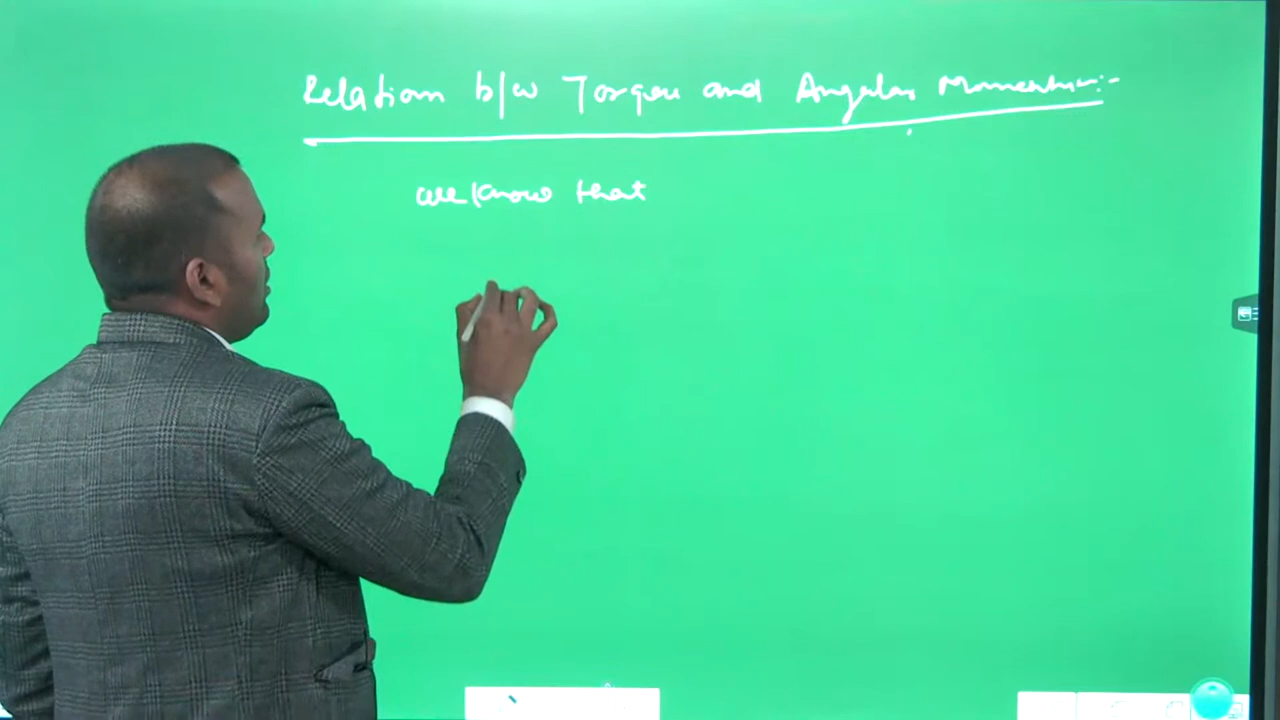 Relation b/w Torque and Angular Momentum:-
we know that